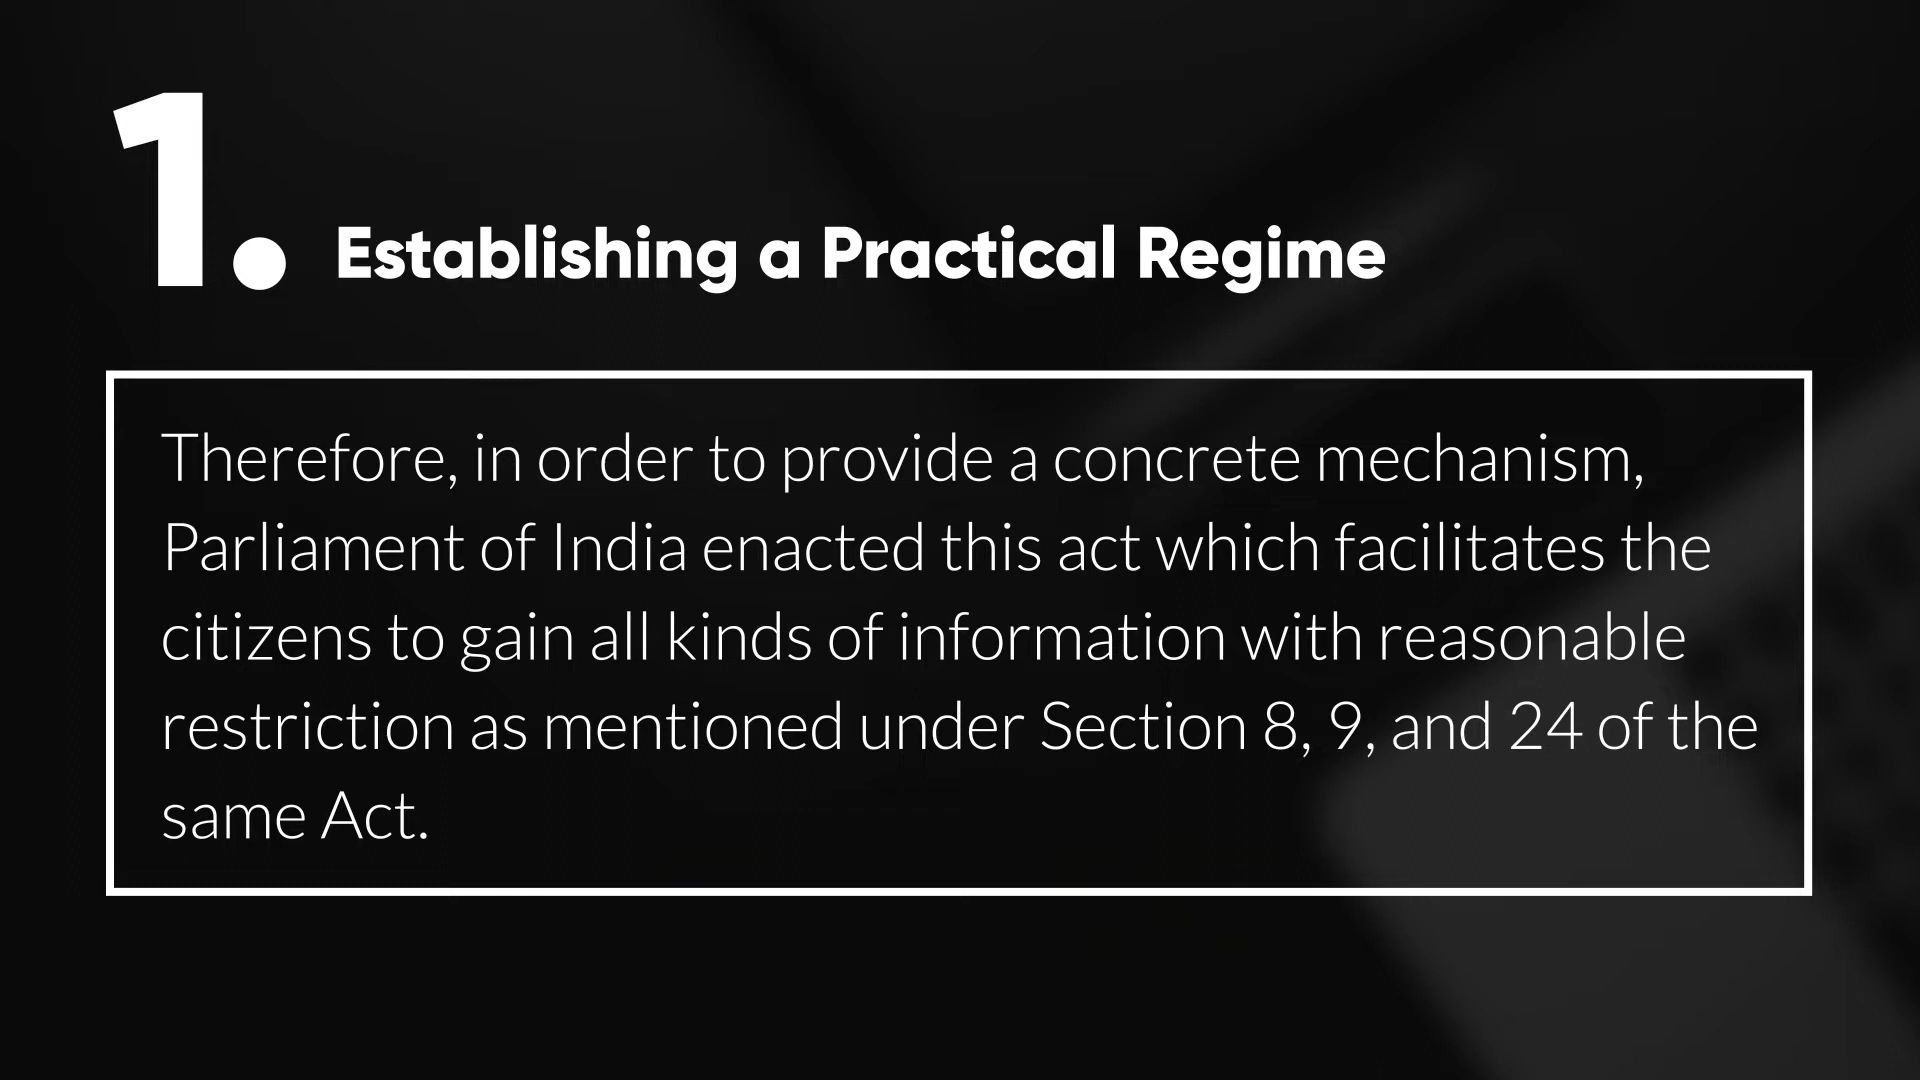 1. Establishing a Practical Regime
Therefore, in order to provide a concrete mechanism,
Parliament of India enacted this act which facilitates the
citizens to gain all kinds of information with reasonable
restriction as mentioned under Section 8, 9, and 24 of the
same Act.